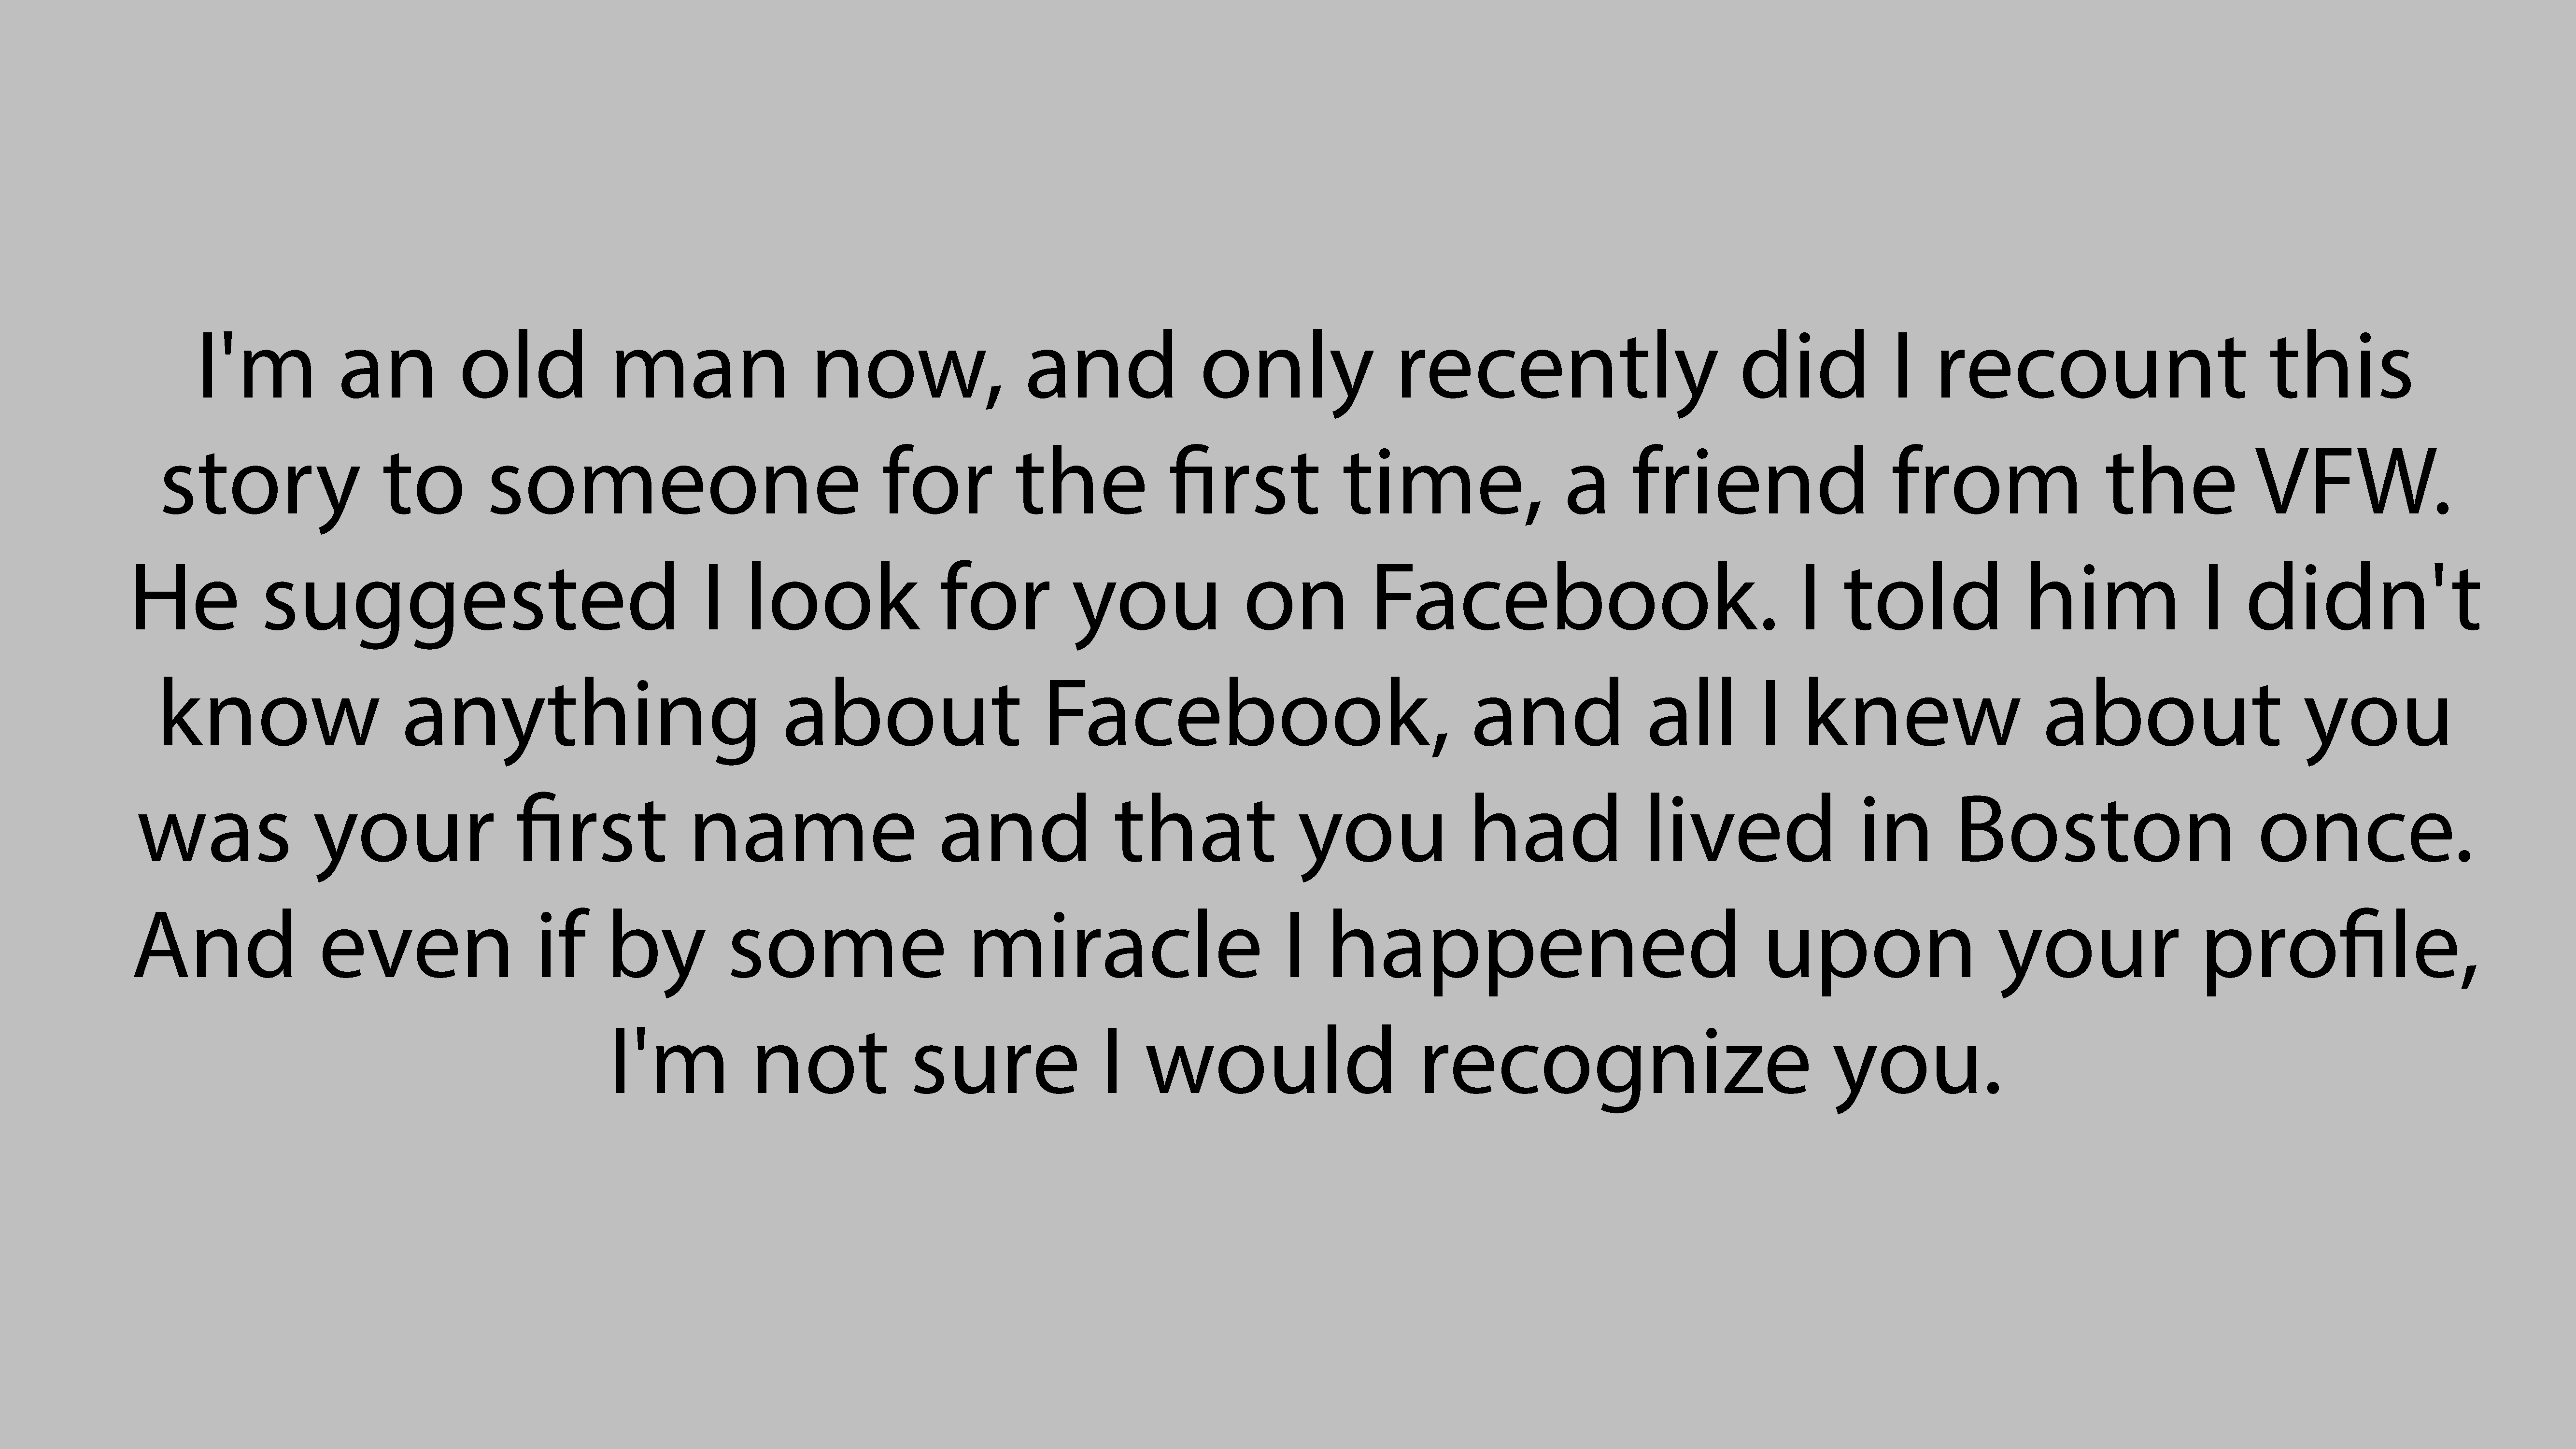 I'm an old man now, and only recently did I recount this
story to someone for the first time, a friend from the VFW.
He suggested I look for you on Facebook. I told him I didn't
know anything about Facebook, and all I knew about you
was your first name and that you had lived in Boston once.
And even if by some miracle I happened upon your profile,
I'm not sure I would recognize you.